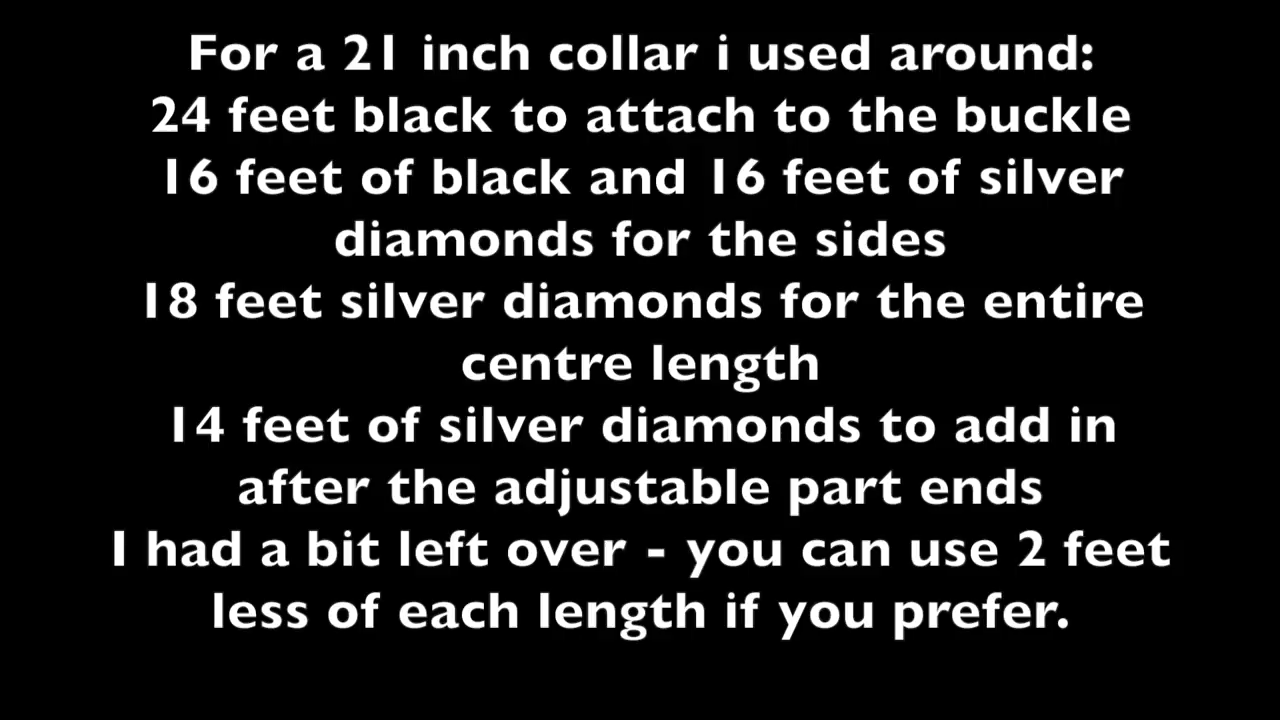 For a 21 inch collar i used around:
24 feet black to attach to the buckle
16 feet of black and 16 feet of silver
diamonds for the sides
18 feet silver diamonds for the entire
centre length
14 feet of silver diamonds to add in
after the adjustable part ends
I had a bit left over - you can use 2 feet
less of each length if you prefer.